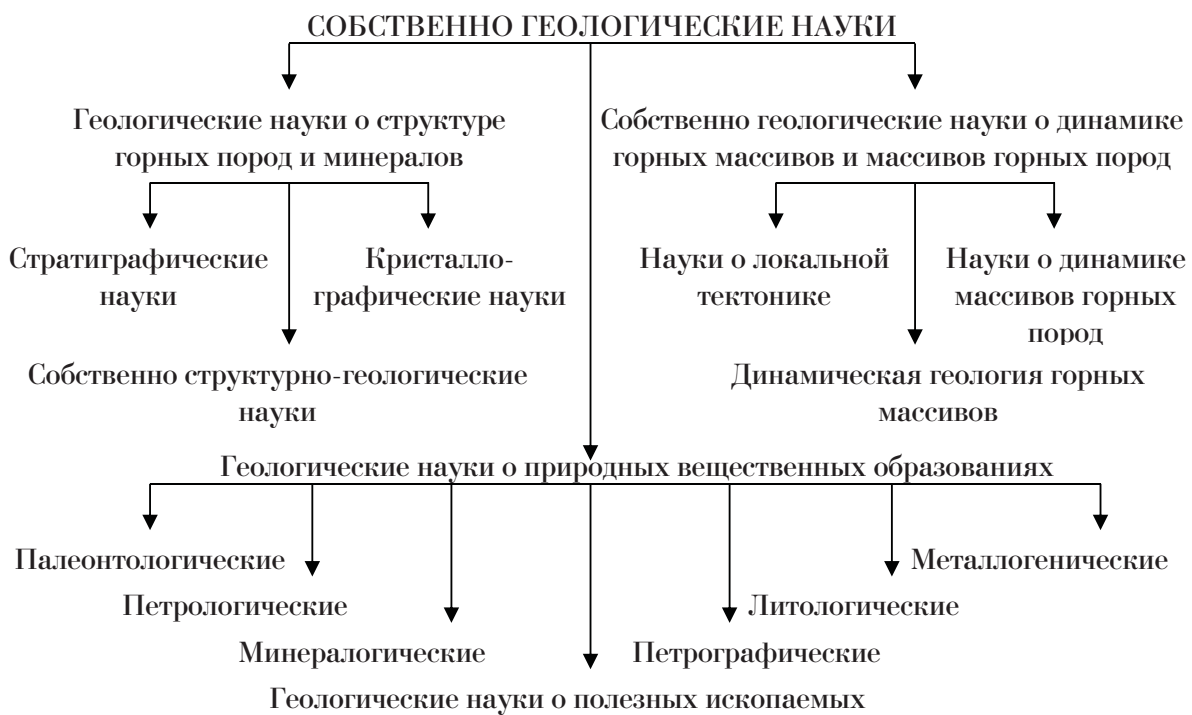 СОБСТВЕННО ГЕОЛОГИЧЕСКИЕ НАУКИ
Геологические науки о структуре
горных пород и минералов
Собственно геологические науки о динамике
горных массивов и массивов горных пород
Стратиграфические
науки
Кристалло-
графические науки
Науки о локальной
тектонике
Науки о динамике
массивов горных
пород
Собственно структурно-геологические
науки
Динамическая геология горных
массивов
Геологические науки о природных вещественных образованиях
Палеонтологические
Металлогенические
Петрологические
Литологические
Минералогические
Петрографические
Геологические науки о полезных ископаемых